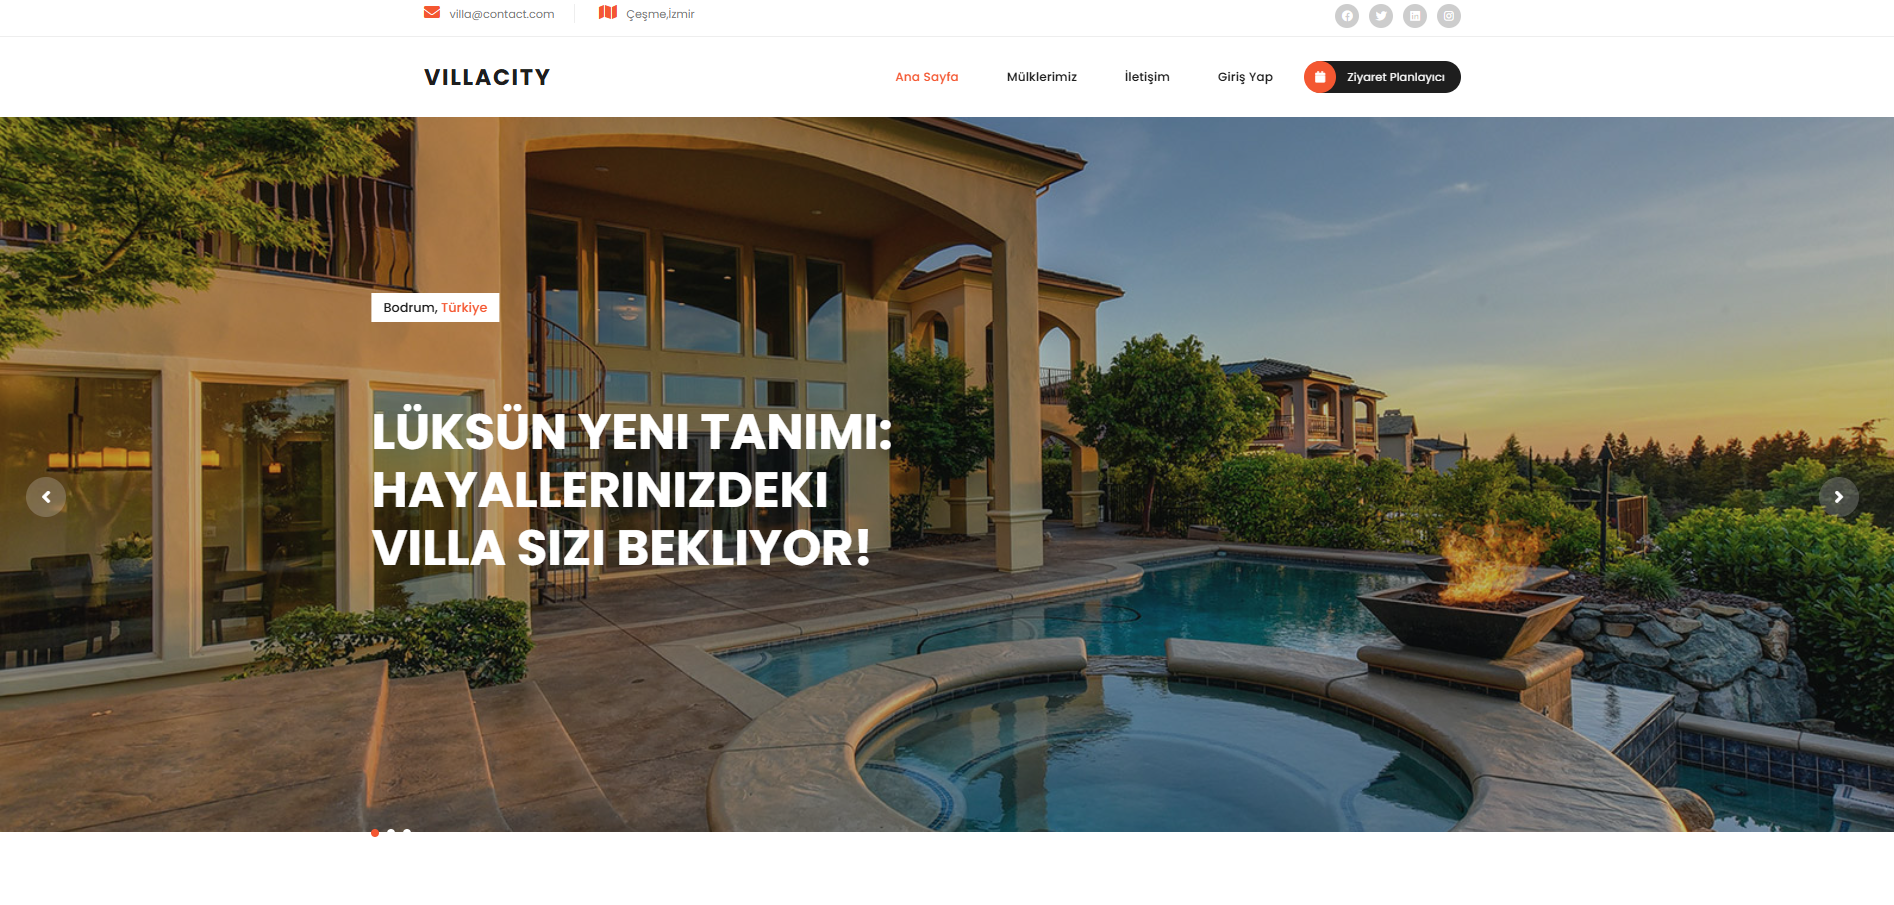 villa@contact.com
Çeşme,İzmir
VILLACITY
Ana Sayfa
Mülklerimiz
İletişim
Giriş Yap
Ziyaret Planlayıcı
Bodrum, Türkiye
LÜKSÜN YENI TANIMI:
HAYALLERINIZDEKI
VILLA SIZI BEKLIYOR!